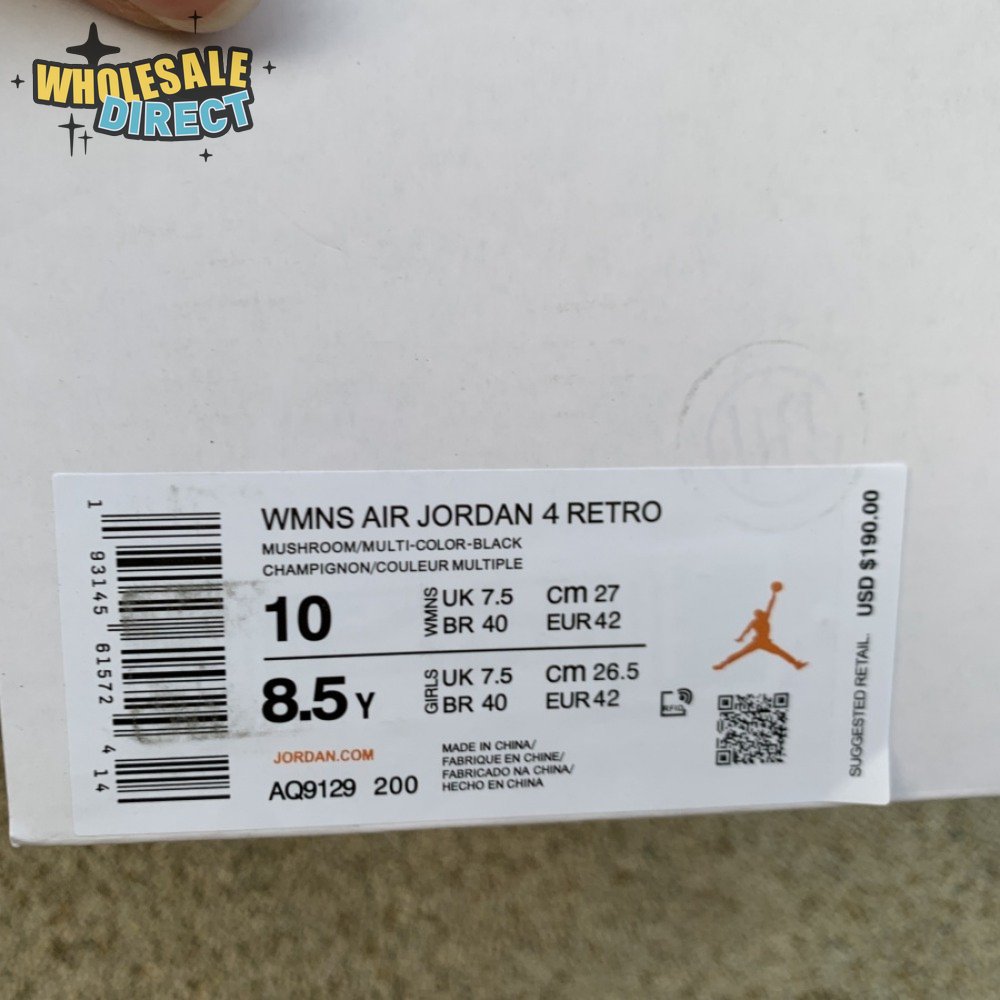 WHOLESALE
DIRECT
WMNS AIR JORDAN 4 RETRO
MUSHROOM/MULTI-COLOR-BLACK
CHAMPIGNON/COULEUR MULTIPLE
10
WMNS
UK 7.5 cm 27
BR 40 EUR 42
8.5 Y
GIRLS
UK 7.5 cm 26.5
BR 40 EUR 42
RFID
JORDAN.COM
AQ9129 200
MADE IN CHINA/
FABRIQUE EN CHINE/
FABRICADO NA CHINA/
HECHO EN CHINA
1 93145 61572 4 14
SUGGESTED RETAIL USD $190.00